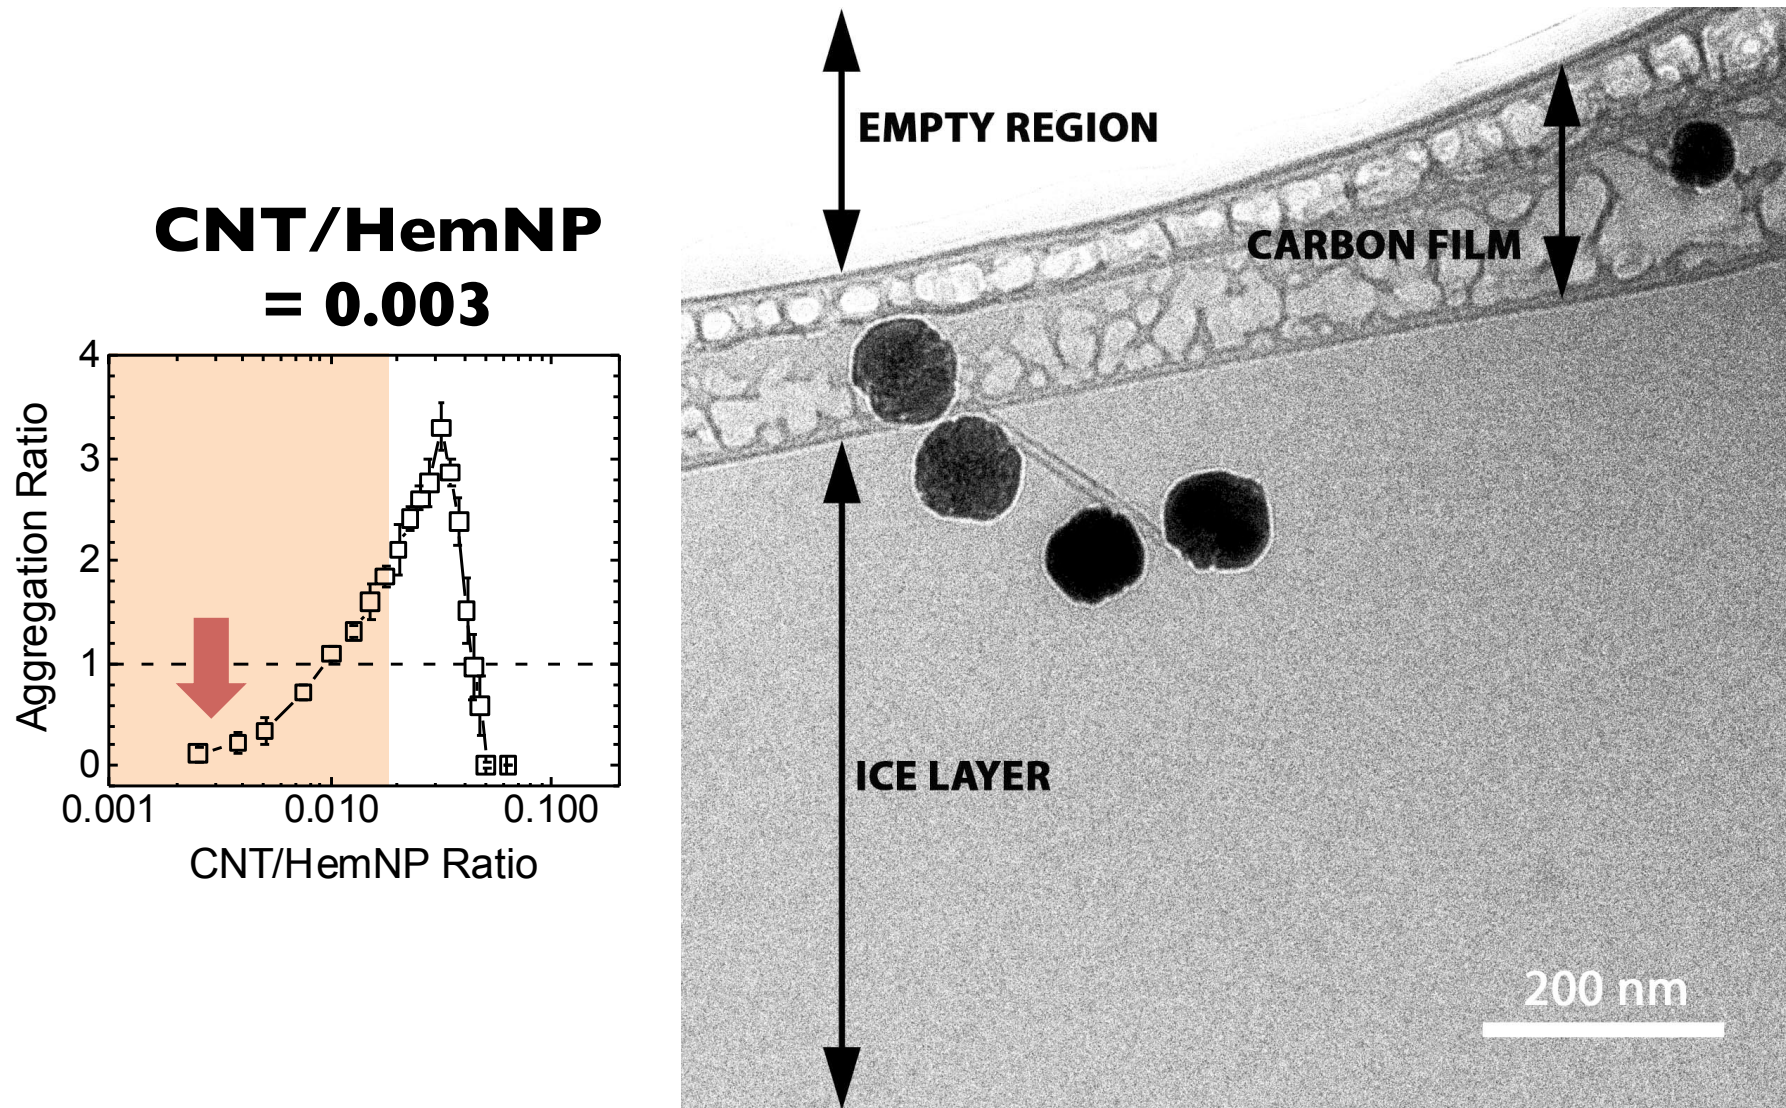 CNT/HemNP
= 0.003
4
3
2
1
0
Aggregation Ratio
0.001
0.010
0.100
CNT/HemNP Ratio
EMPTY REGION
CARBON FILM
ICE LAYER
200 nm